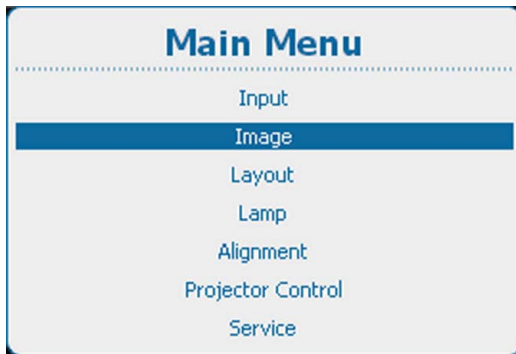 Main Menu
Input
Image
Layout
Lamp
Alignment
Projector Control
Service